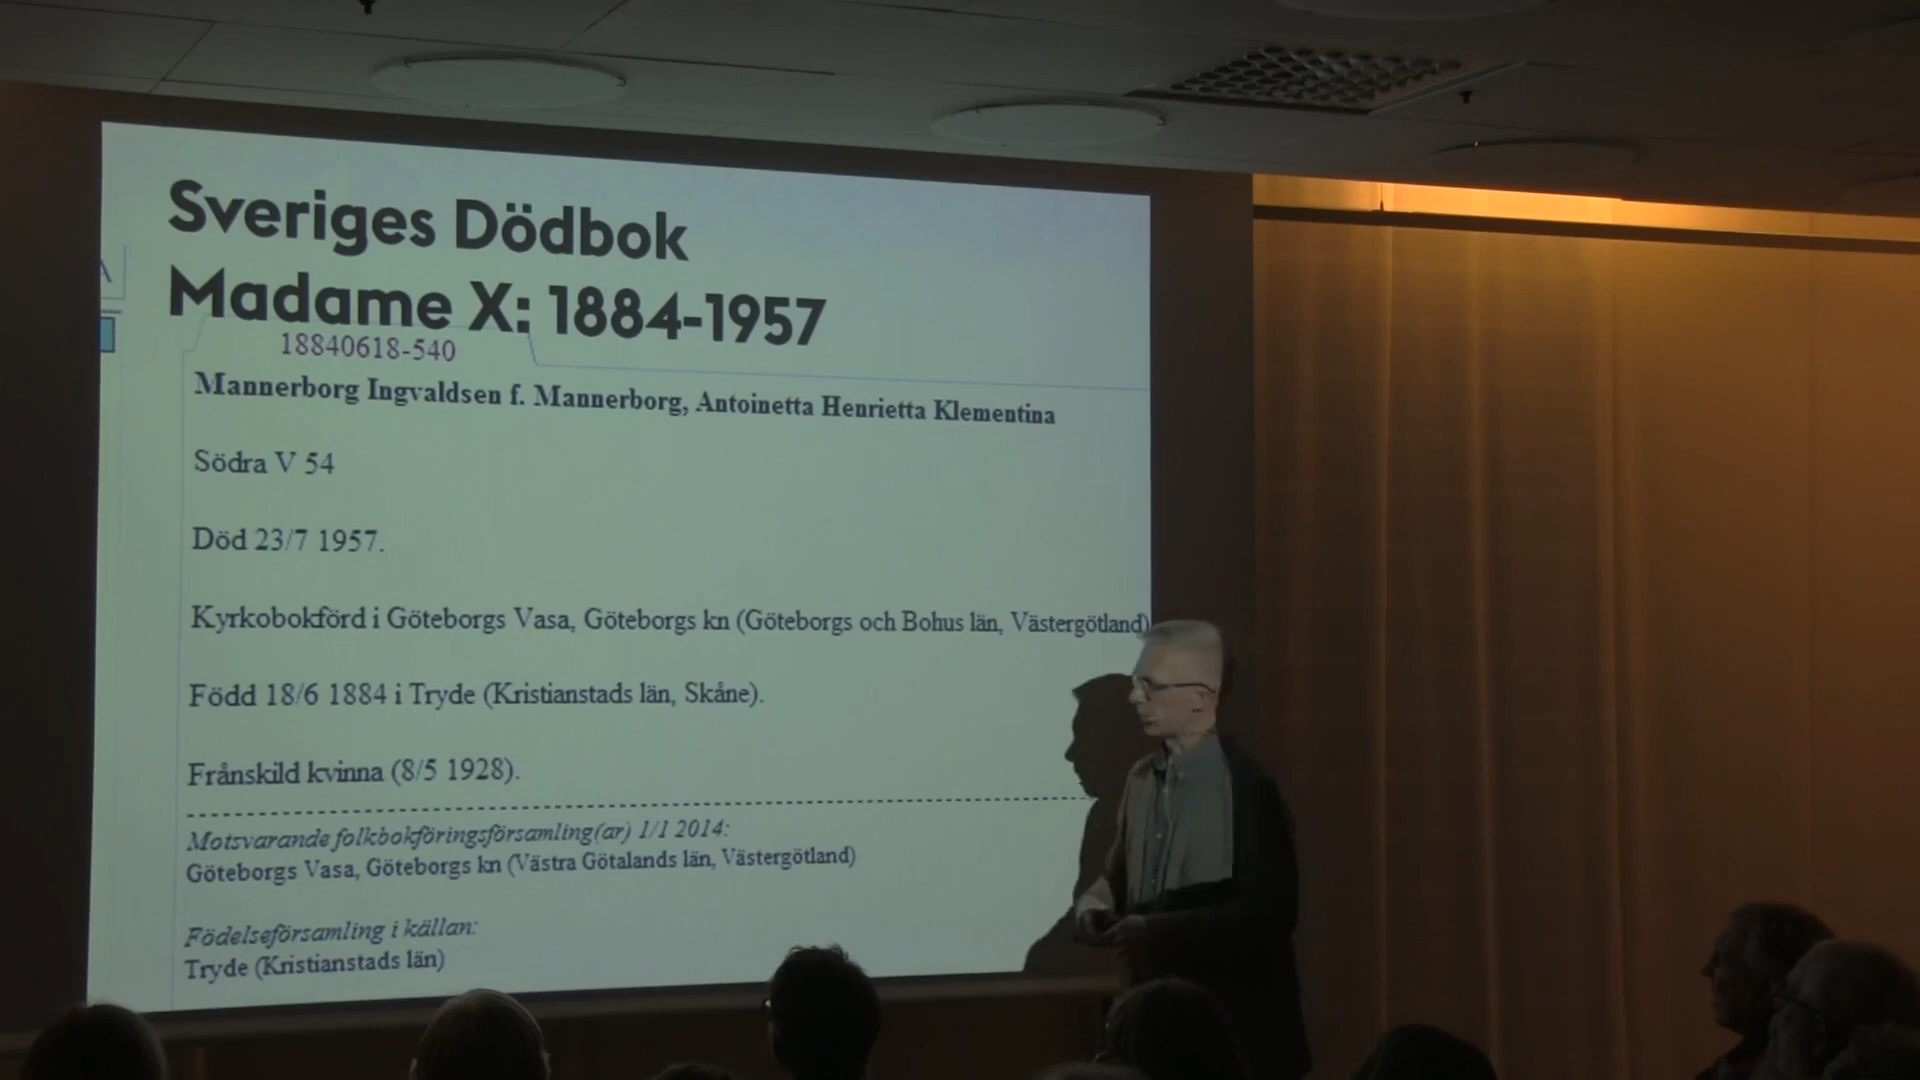 Sveriges Dödbok
Madame X: 1884-1957
18840618-540
Mannerborg Ingvaldsen f. Mannerborg, Antoinetta Henrietta Klementina
Södra V 54
Död 23/7 1957.
Kyrkobokförd i Göteborgs Vasa, Göteborgs kn (Göteborgs och Bohus län, Västergötland)
Född 18/6 1884 i Tryde (Kristianstads län, Skåne).
Frånskild kvinna (8/5 1928).
Motsvarande folkbokföringsförsamling(ar) 1/1 2014:
Göteborgs Vasa, Göteborgs kn (Västra Götalands län, Västergötland)
Födelseförsamling i källan:
Tryde (Kristianstads län)